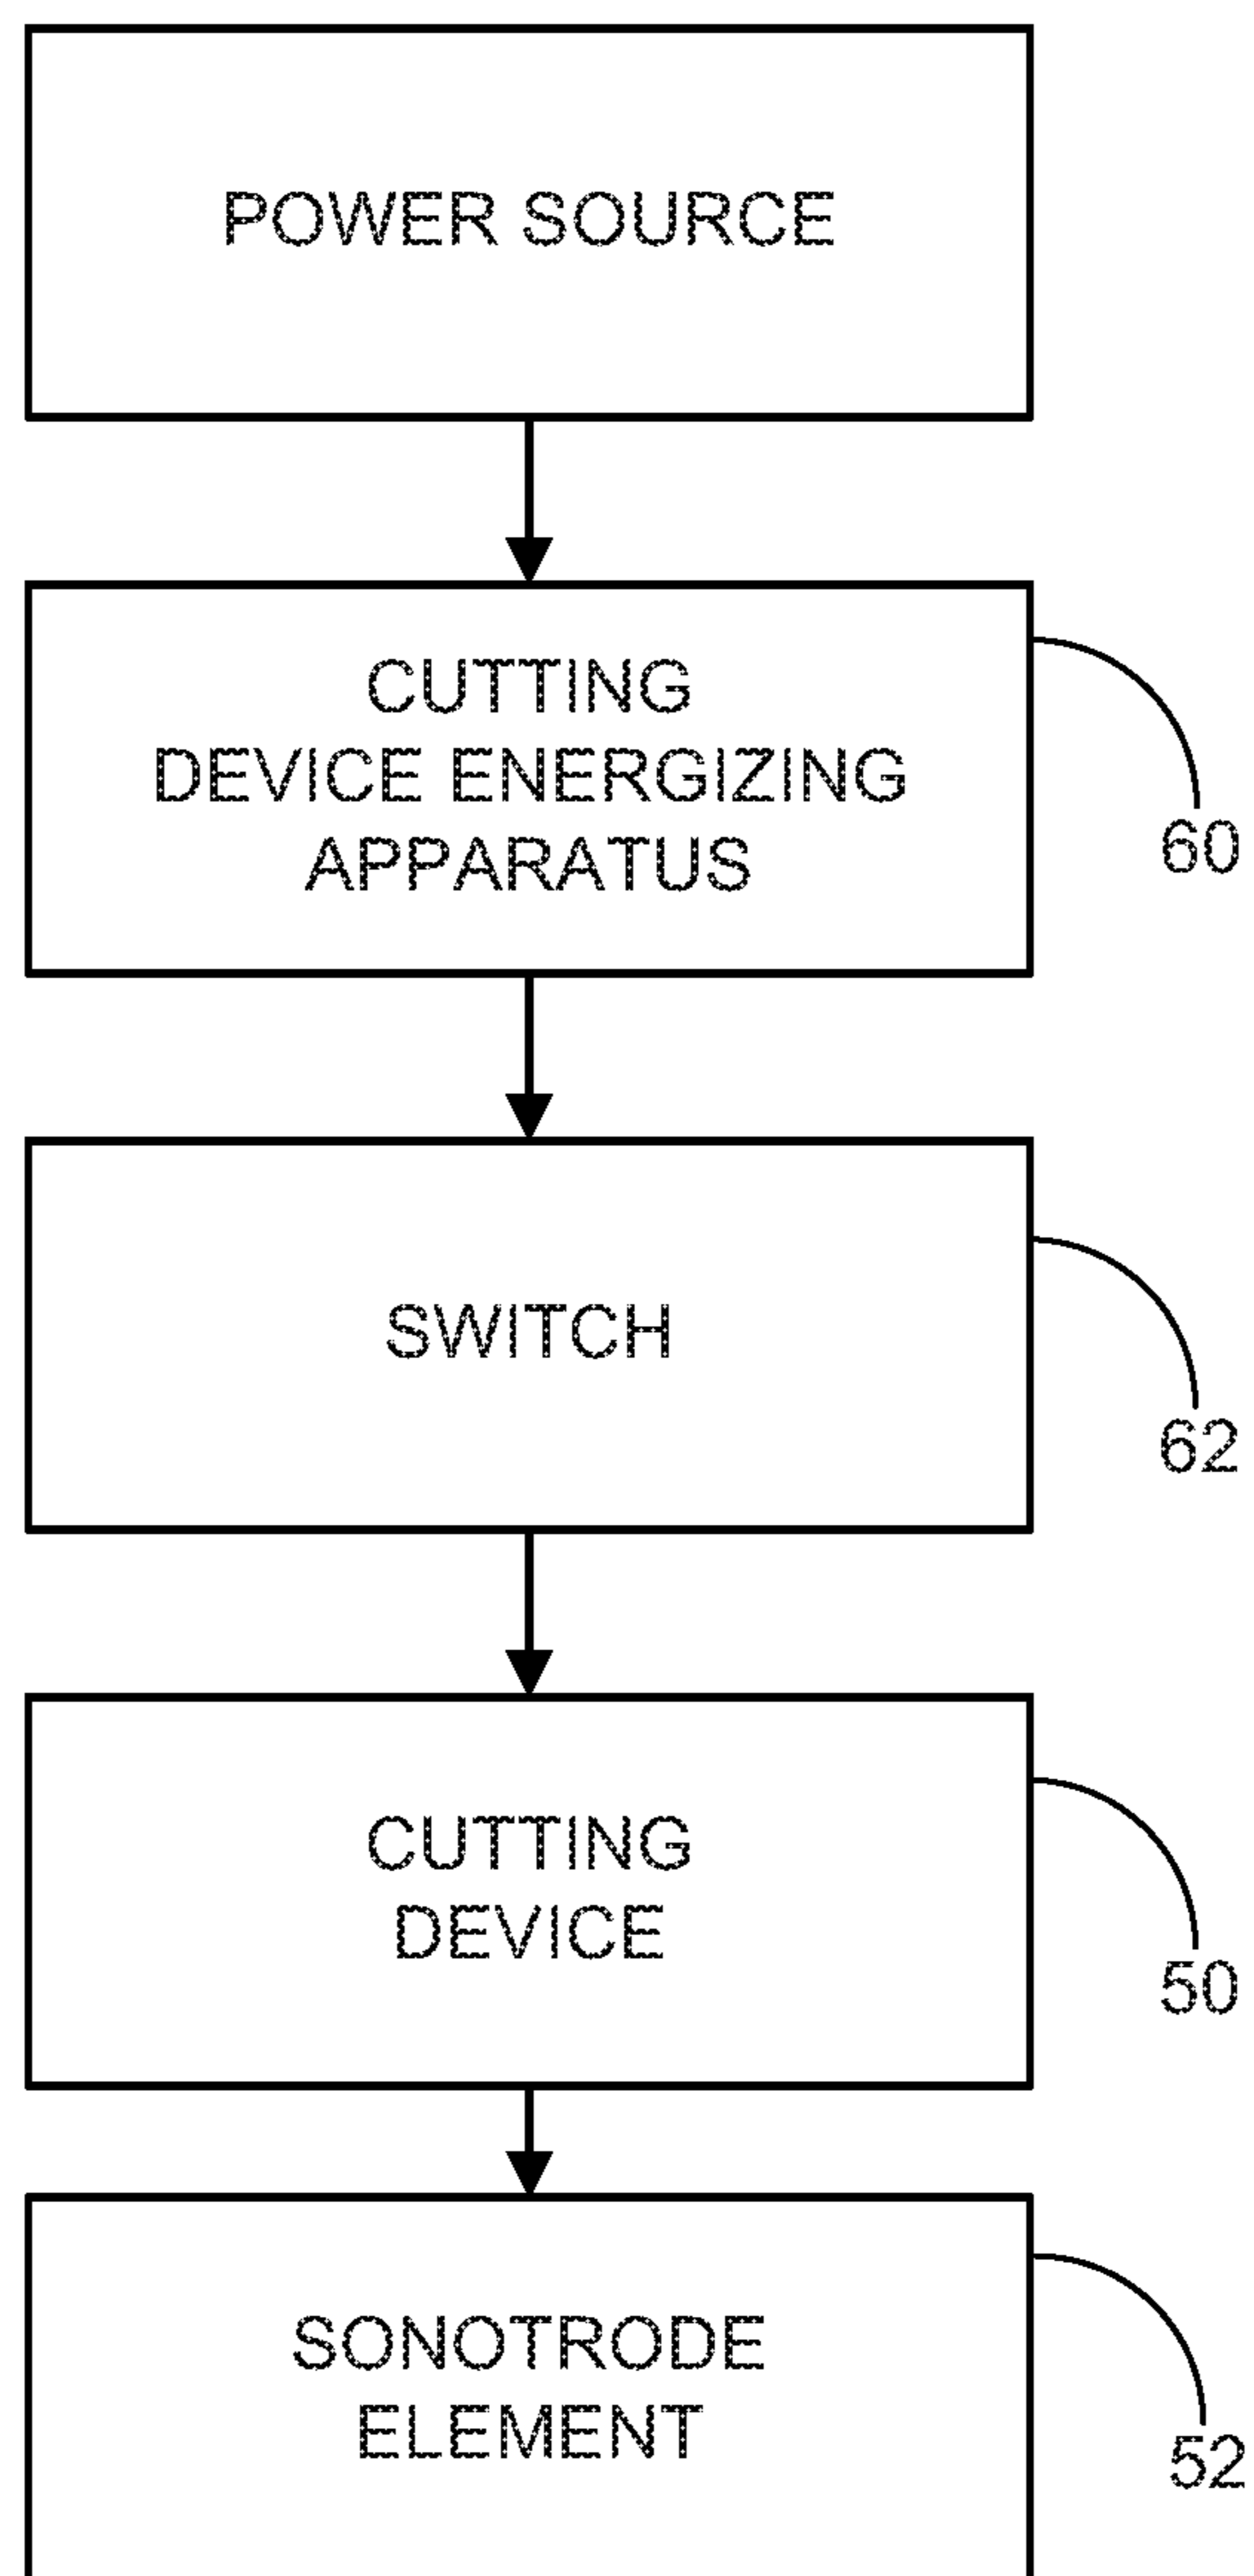 POWER SOURCE
CUTTING
DEVICE ENERGIZING
APPARATUS
60
SWITCH
62
CUTTING
DEVICE
50
SONOTRODE
ELEMENT
52